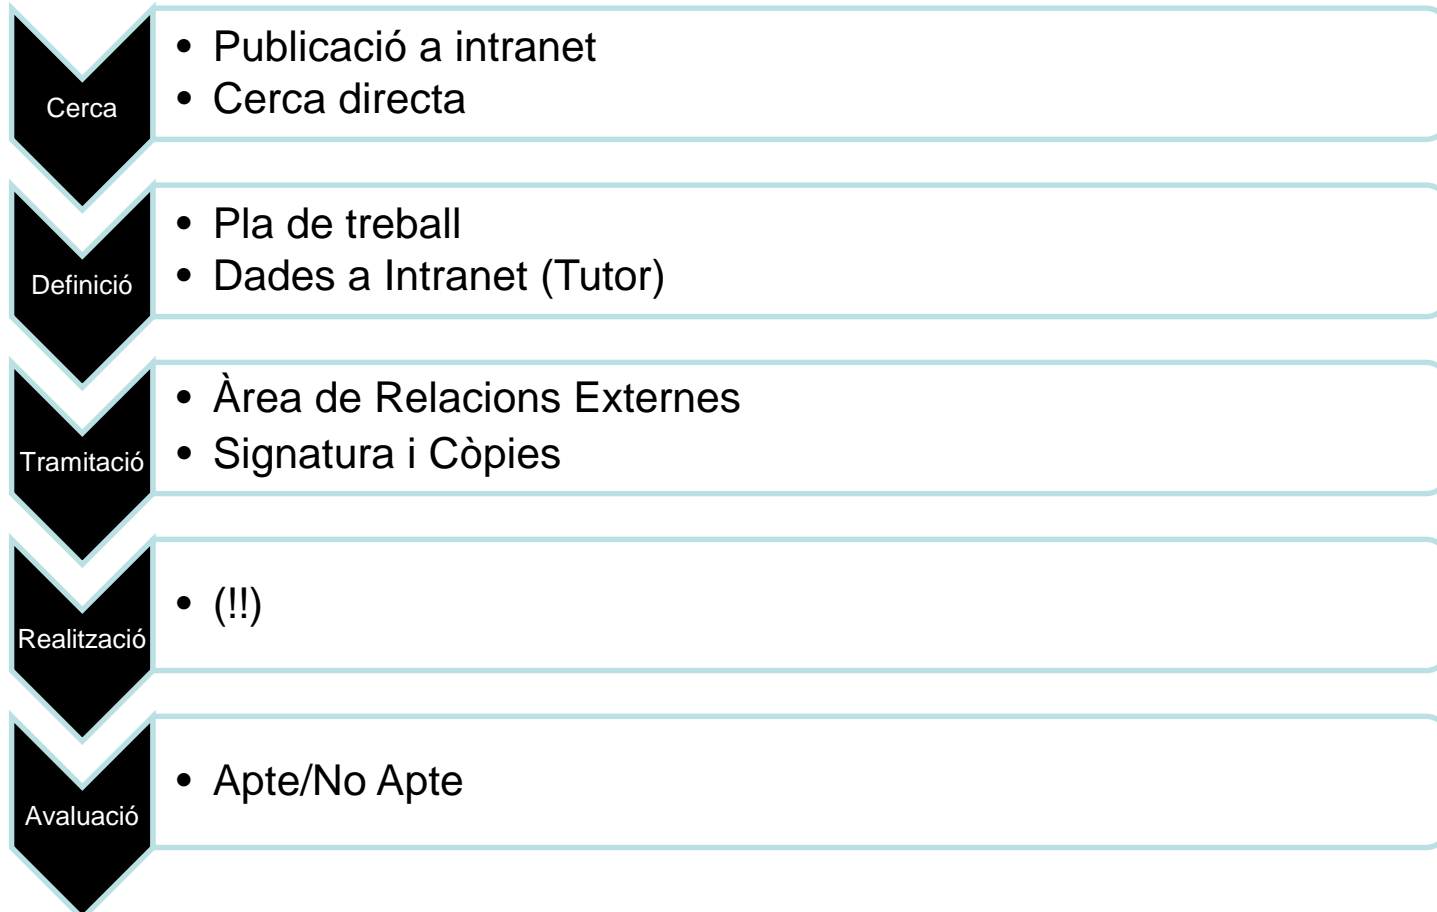 Cerca
• Publicació a intranet
• Cerca directa
Definició
• Pla de treball
• Dades a Intranet (Tutor)
Tramitació
• Àrea de Relacions Externes
• Signatura i Còpies
Realització
• (!!)
Avaluació
• Apte/No Apte